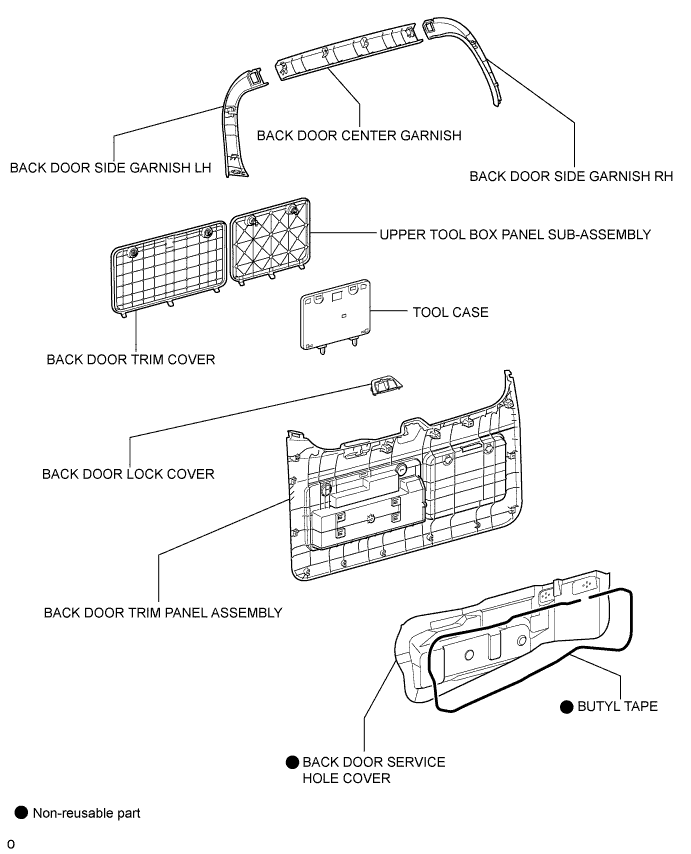 BACK DOOR CENTER GARNISH
BACK DOOR SIDE GARNISH LH
BACK DOOR SIDE GARNISH RH
UPPER TOOL BOX PANEL SUB-ASSEMBLY
TOOL CASE
BACK DOOR TRIM COVER
BACK DOOR LOCK COVER
BACK DOOR TRIM PANEL ASSEMBLY
BUTYL TAPE
BACK DOOR SERVICE
HOLE COVER
Non-reusable part
O